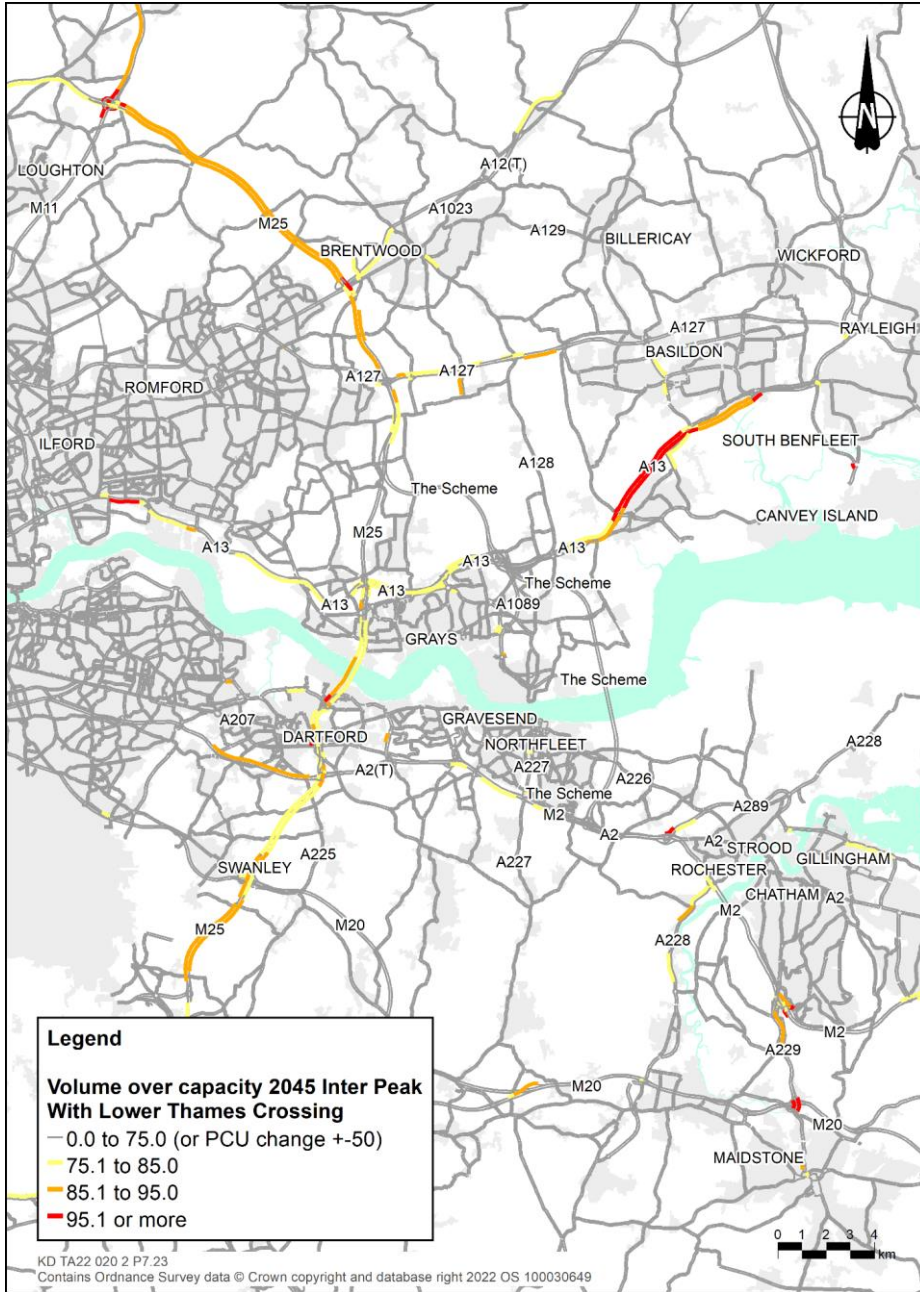 N
LOUGHTON
M11
M25
A12(T)
A1023
BRENTWOOD
A129
BILLERICAY
WICKFORD
A127
RAYLEIGH
BASILDON
A127
A127
ROMFORD
ILFORD
SOUTH BENFLEET
A13
A128
The Scheme
CANVEY ISLAND
M25
A13
A13
A13
A13
A13
The Scheme
A1089
GRAYS
The Scheme
A207
DARTFORD
GRAVESEND
NORTHFLEET
A2(T)
A227
The Scheme
A226
A228
M2
A289
A2
A2
STROOD
GILLINGHAM
ROCHESTER
SWANLEY
A225
A227
M2
CHATHAM
A2
M25
M20
A228
M2
A229
M20
M20
MAIDSTONE
Legend
Volume over capacity 2045 Inter Peak
With Lower Thames Crossing
0.0 to 75.0 (or PCU change +-50)
75.1 to 85.0
85.1 to 95.0
95.1 or more
0 1 2 3 4
km
KD TA22 020 2 P7.23
Contains Ordnance Survey data © Crown copyright and database right 2022 OS 100030649